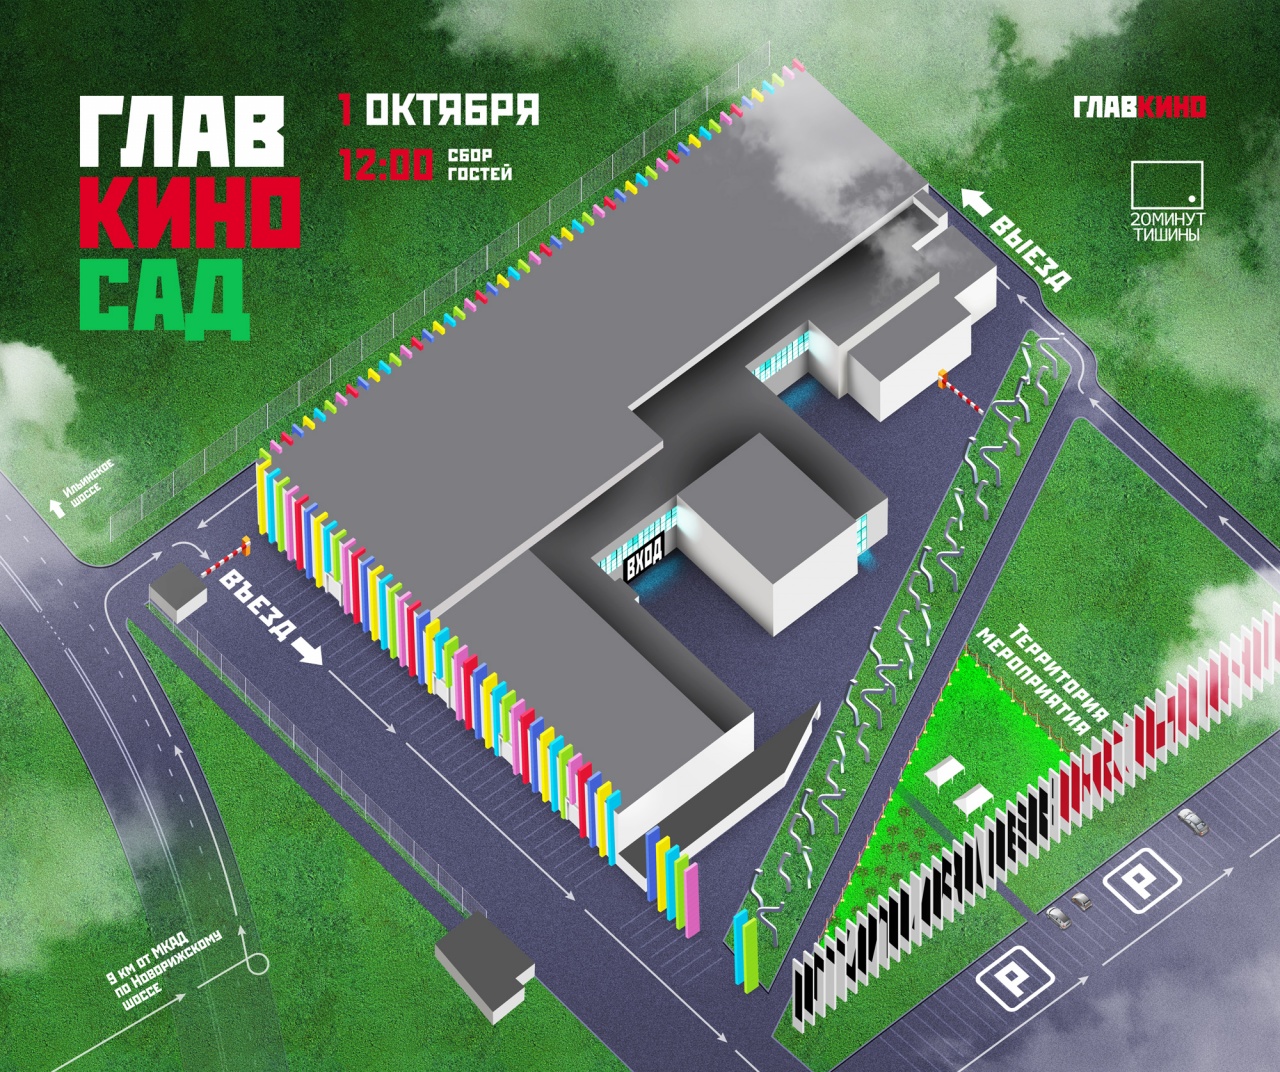 ГЛАВ
КИНО
САД
1 ОКТЯБРЯ
12:00 СБОР
ГОСТЕЙ
ГЛАВКИНО
20МИНУТ
ТИШИНЫ
ВЫЕЗД
Ильинское
шоссе
ВХОД
ВЪЕЗД
Территория
мероприятия
P
P
9 км от МКАД
по Новорижскому
шоссе